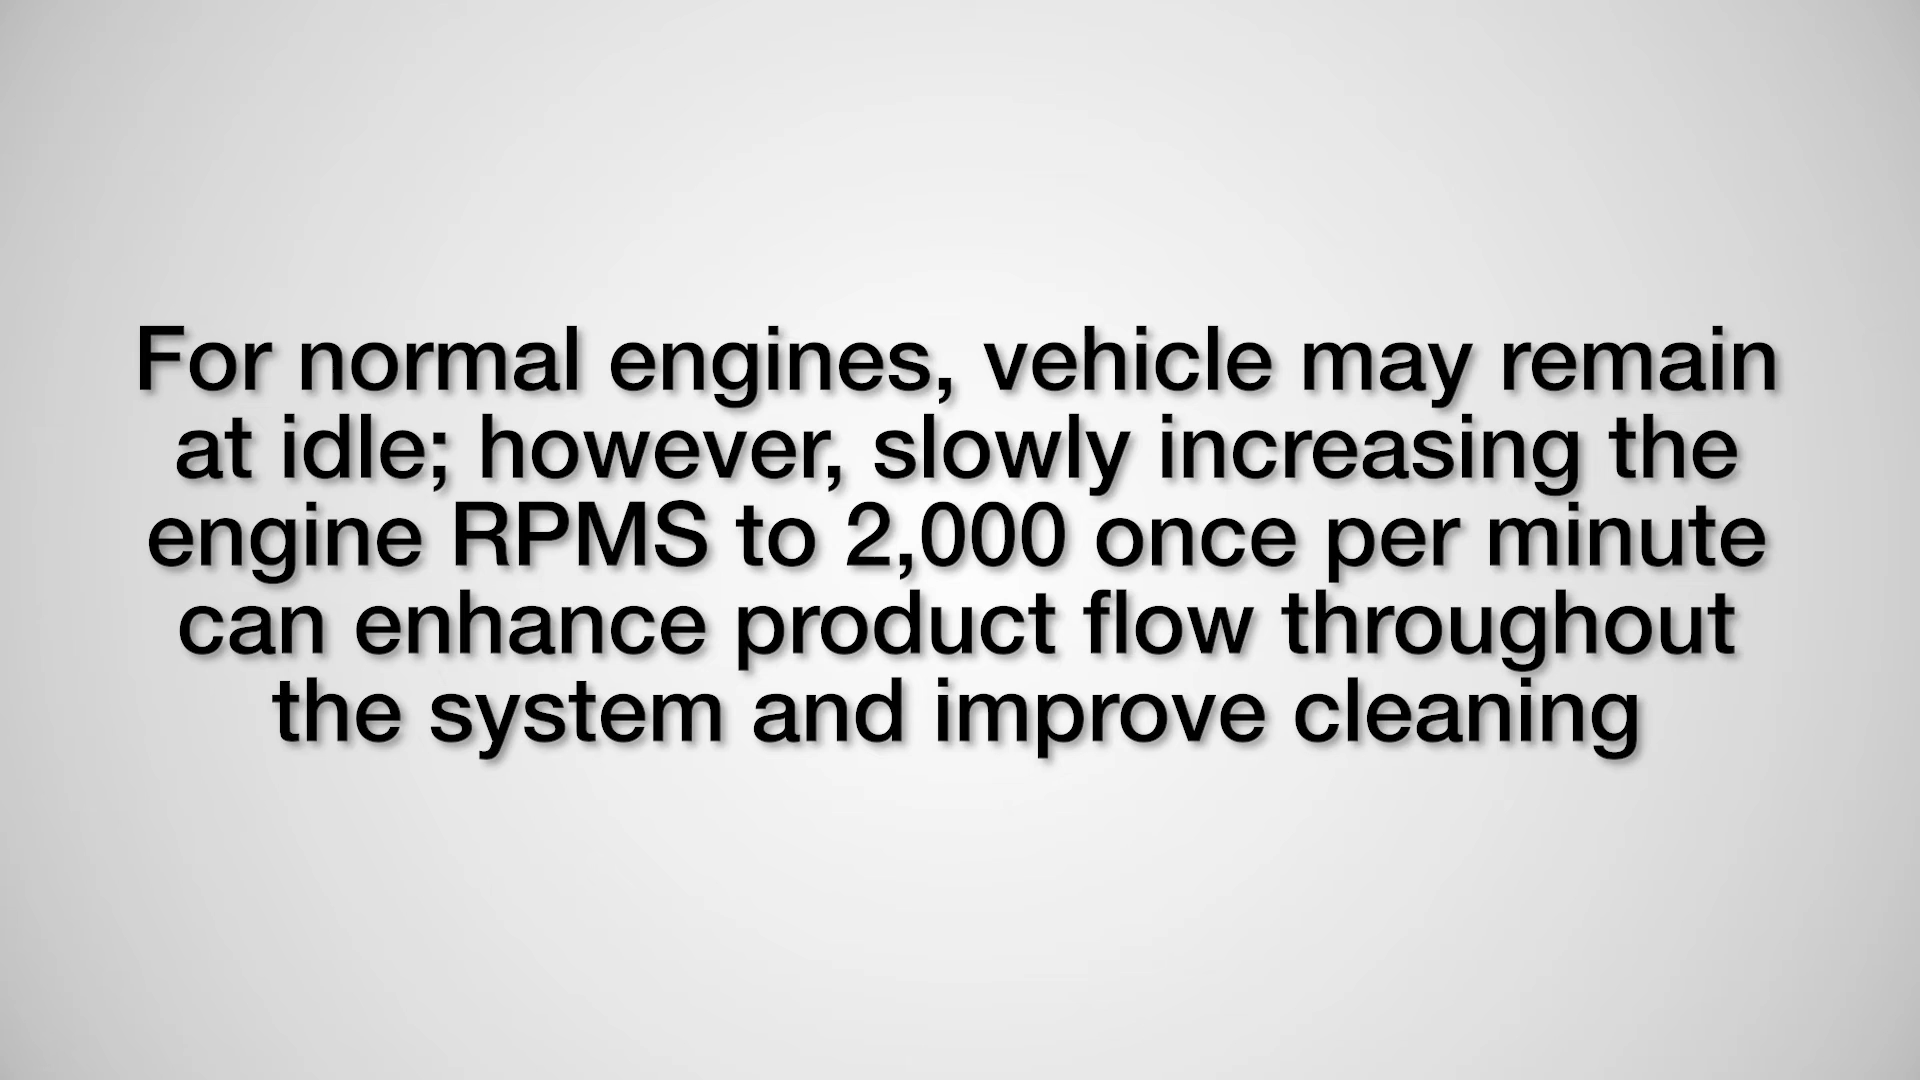 For normal engines, vehicle may remain
at idle; however, slowly increasing the
engine RPMS to 2,000 once per minute
can enhance product flow throughout
the system and improve cleaning